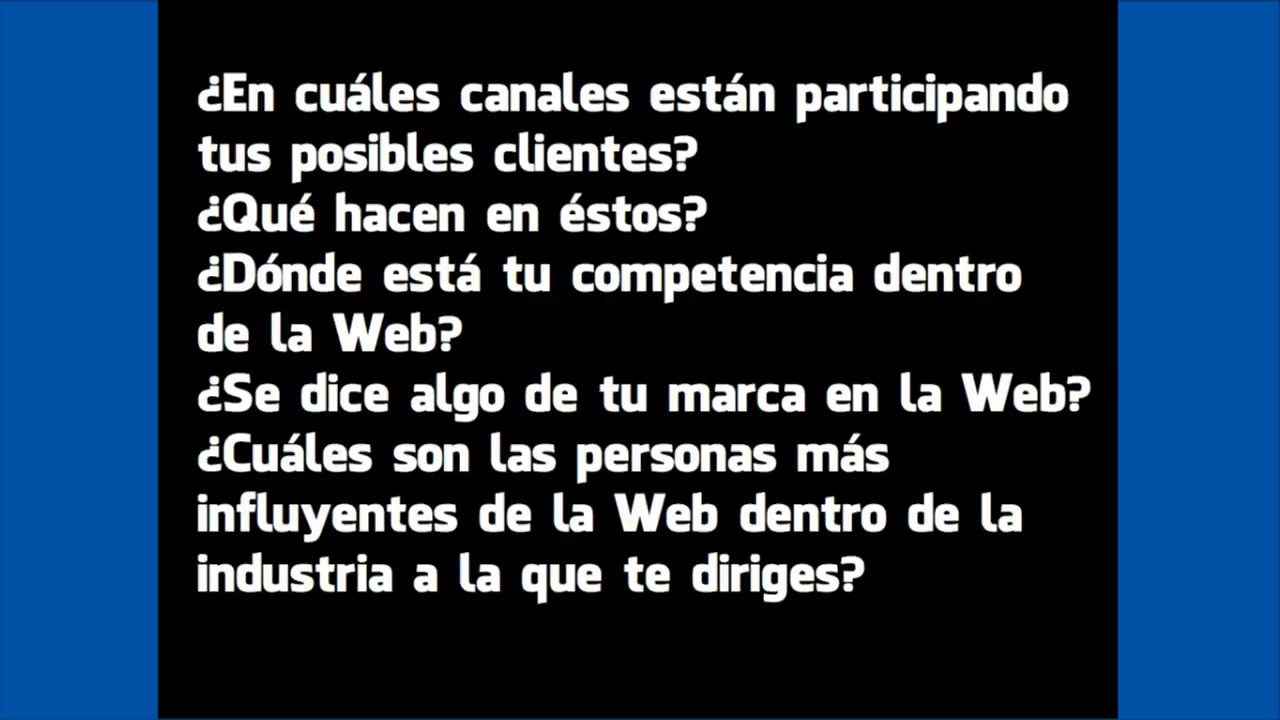 ¿En cuáles canales están participando
tus posibles clientes?
¿Qué hacen en éstos?
¿Dónde está tu competencia dentro
de la Web?
¿Se dice algo de tu marca en la Web?
¿Cuáles son las personas más
influyentes de la Web dentro de la
industria a la que te diriges?